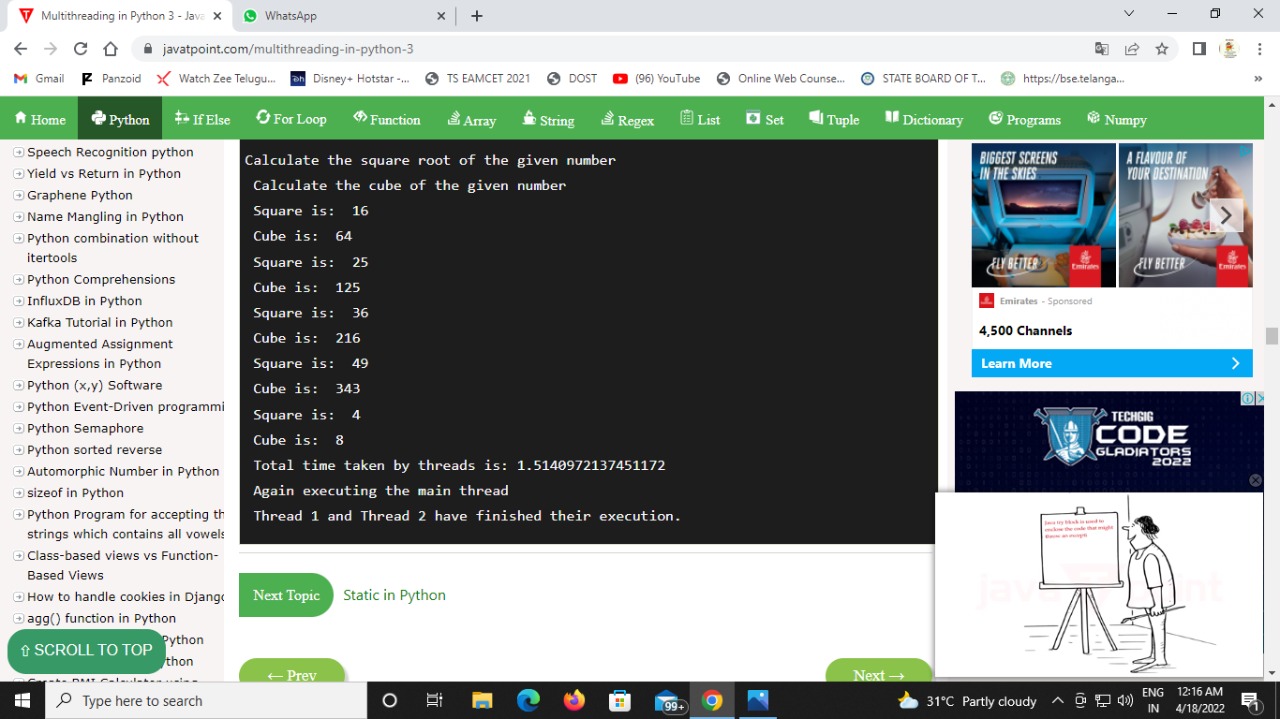 Multithreading in Python 3 - Java
WhatsApp
javatpoint.com/multithreading-in-python-3
Gmail
Panzoid
Watch Zee Telugu...
Disney+ Hotstar -...
TS EAMCET 2021
DOST
(96) YouTube
Online Web Counse...
STATE BOARD OF T...
https://bse.telanga...
Home
Python
If Else
For Loop
Function
Array
String
Regex
List
Set
Tuple
Dictionary
Programs
Numpy
Speech Recognition python
Yield vs Return in Python
Graphene Python
Name Mangling in Python
Python combination without
itertools
Python Comprehensions
InfluxDB in Python
Kafka Tutorial in Python
Augmented Assignment
Expressions in Python
Python (x,y) Software
Python Event-Driven programmi
Python Semaphore
Python sorted reverse
Automorphic Number in Python
sizeof in Python
Python Program for accepting th
strings which contains all vowels
Class-based views vs Function-
Based Views
How to handle cookies in Django
agg() function in Python
Python
thon
⇧ SCROLL TO TOP
Calculate the square root of the given number
Calculate the cube of the given number
Square is:  16
Cube is:  64
Square is:  25
Cube is:  125
Square is:  36
Cube is:  216
Square is:  49
Cube is:  343
Square is:  4
Cube is:  8
Total time taken by threads is: 1.5140972137451172
Again executing the main thread
Thread 1 and Thread 2 have finished their execution.
Next Topic
Static in Python
← Prev
Next →
BIGGEST SCREENS
IN THE SKIES
FLY BETTER
Emirates
A FLAVOUR OF
YOUR DESTINATION
FLY BETTER
Emirates
Emirates - Sponsored
4,500 Channels
Learn More
TECHGIG
CODE
GLADIATORS
2022
Java try block is used to
enclose the code that might
throw an excepti
Type here to search
99+
31°C Partly cloudy
ENG
IN
12:16 AM
4/18/2022
1